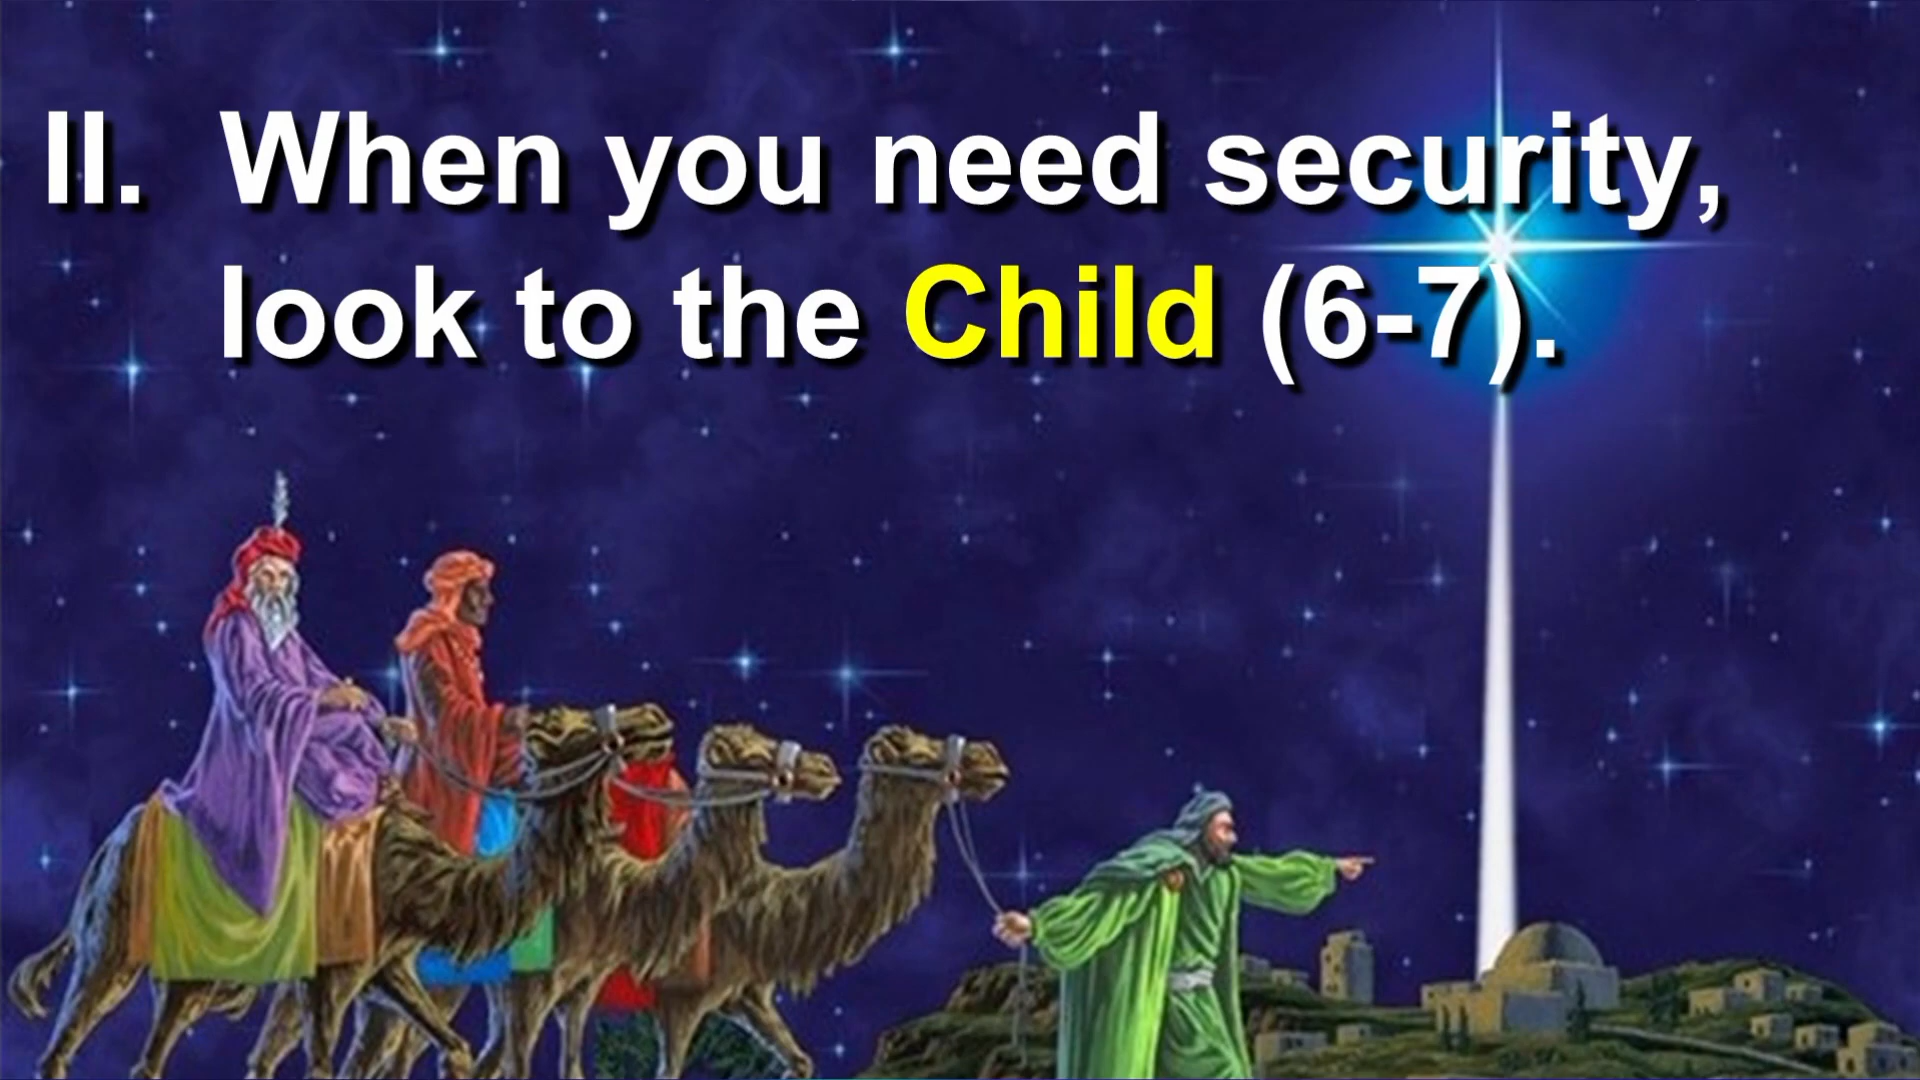 II. When you need security,
look to the Child (6-7).